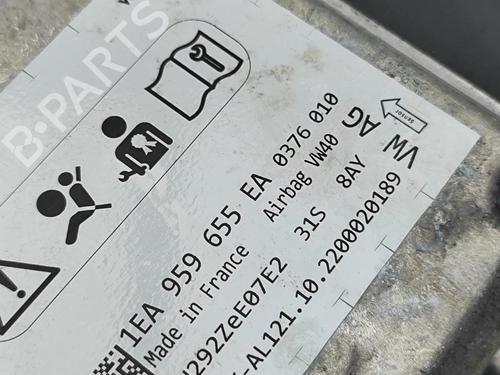 B-PARTS
1EA 959 655 EA 0376 010
Made in France Airbag VW40 AG
31S 8AY VW
sensor
292ZeE07E2
-AL121.10.2200020189